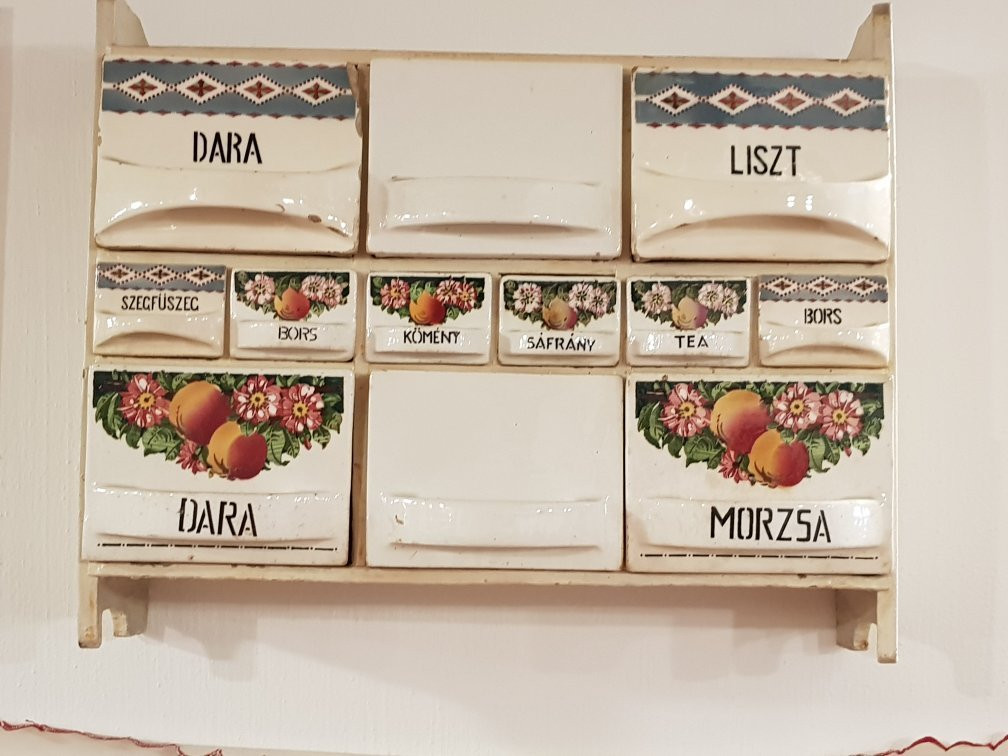 DARA
LISZT
SZEGFŰSZEG
BORS
KÖMÉNY
SÁFRÁNY
TEA
BORS
DARA
MORZSA